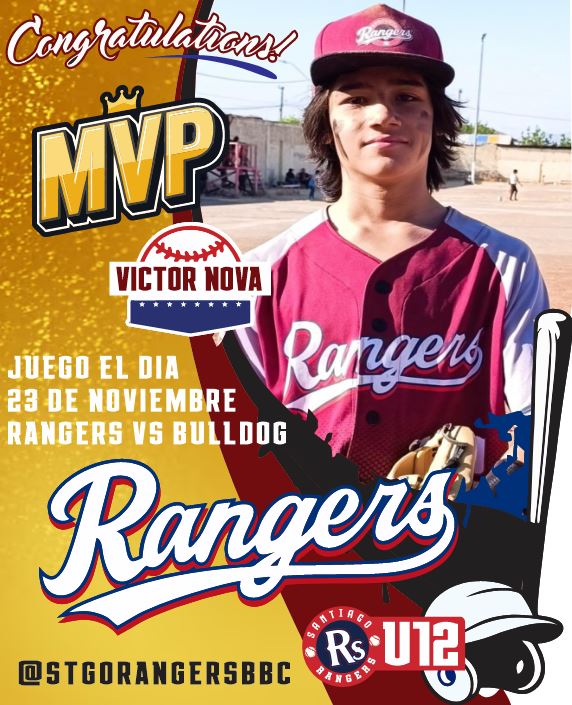 Congratulations!
Rangers
MVP
VICTOR NOVA
Rangers
JUEGO EL DIA
23 DE NOVIEMBRE
RANGERS VS BULLDOG
Rangers
SANTIAGO
Rs
RANGERS
U12
@STGORANGERSBBC